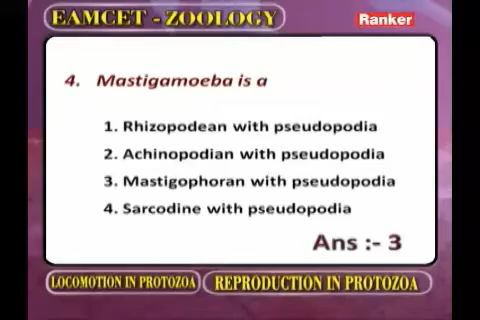 EAMCET - ZOOLOGY
Ranker
4. Mastigamoeba is a
1. Rhizopodean with pseudopodia
2. Achinopodian with pseudopodia
3. Mastigophoran with pseudopodia
4. Sarcodine with pseudopodia
Ans :- 3
LOCOMOTION IN PROTOZOA
REPRODUCTION IN PROTOZOA